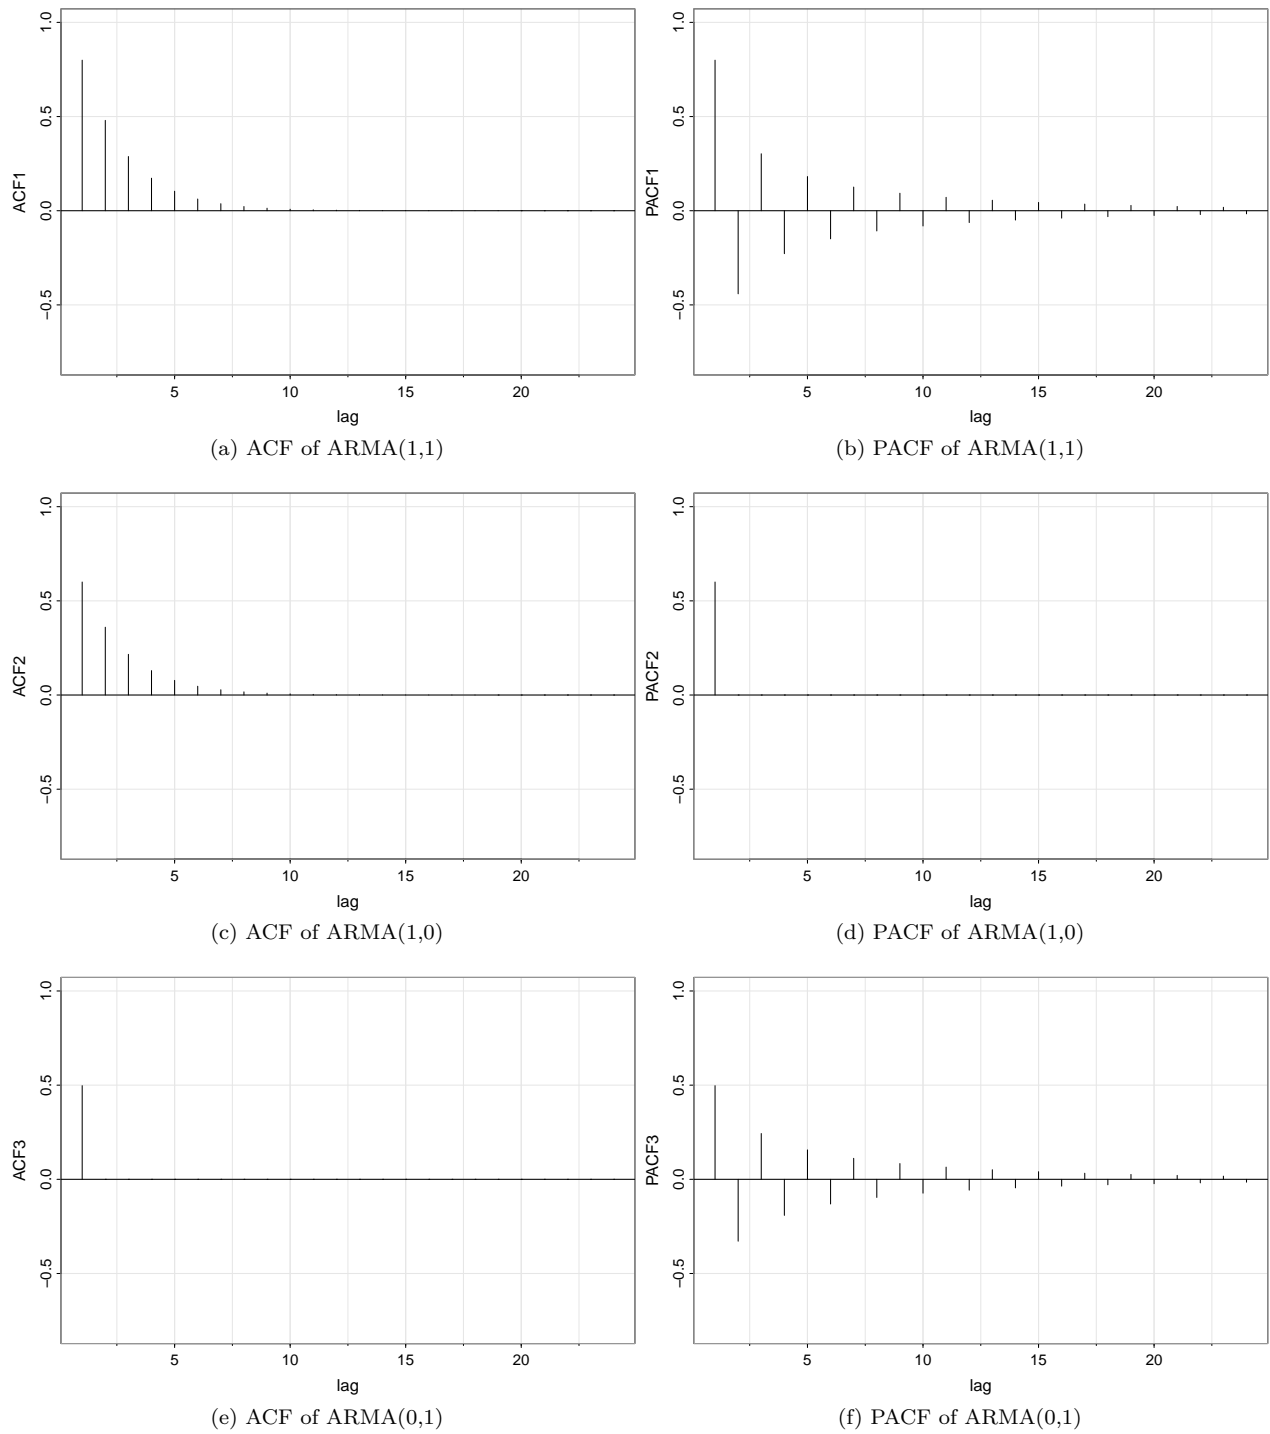 ACF1
1.0
0.5
0.0
−0.5
5 10 15 20
lag
(a) ACF of ARMA(1,1)
PACF1
1.0
0.5
0.0
−0.5
5 10 15 20
lag
(b) PACF of ARMA(1,1)
ACF2
1.0
0.5
0.0
−0.5
5 10 15 20
lag
(c) ACF of ARMA(1,0)
PACF2
1.0
0.5
0.0
−0.5
5 10 15 20
lag
(d) PACF of ARMA(1,0)
ACF3
1.0
0.5
0.0
−0.5
5 10 15 20
lag
(e) ACF of ARMA(0,1)
PACF3
1.0
0.5
0.0
−0.5
5 10 15 20
lag
(f) PACF of ARMA(0,1)